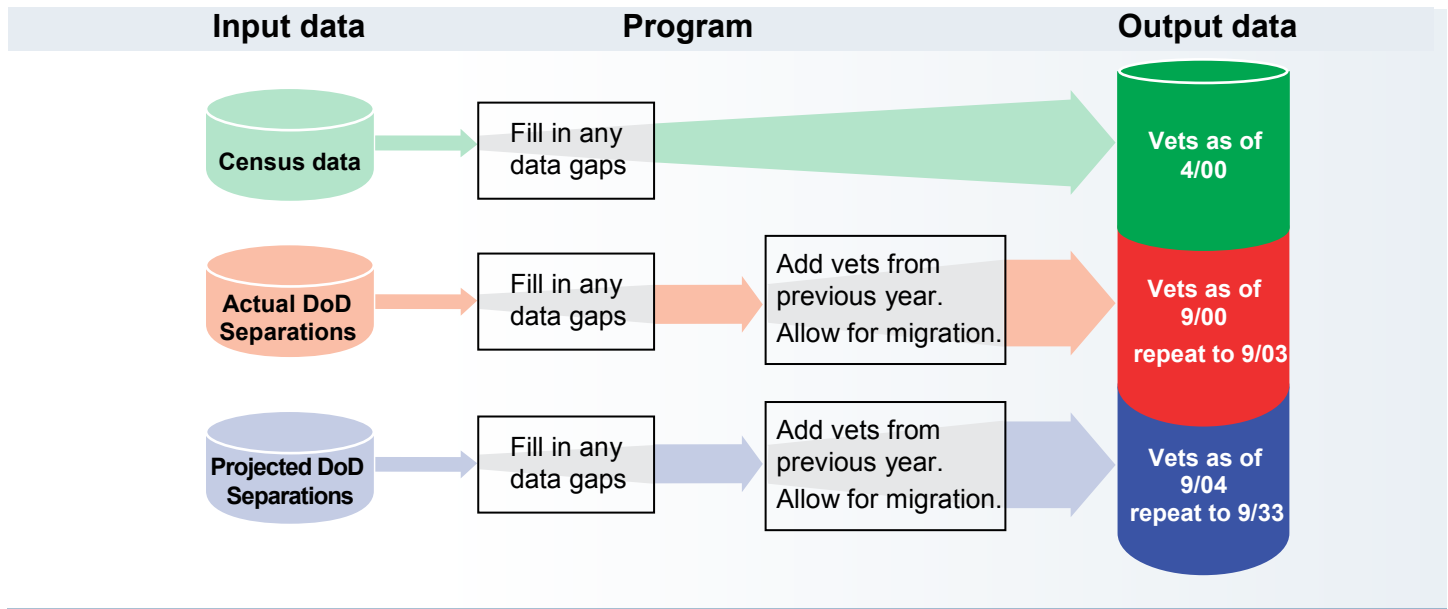 Input data
Program
Output data
Census data
Fill in any
data gaps
Vets as of
4/00
Actual DoD
Separations
Fill in any
data gaps
Add vets from
previous year.
Allow for migration.
Vets as of
9/00
repeat to 9/03
Projected DoD
Separations
Fill in any
data gaps
Add vets from
previous year.
Allow for migration.
Vets as of
9/04
repeat to 9/33